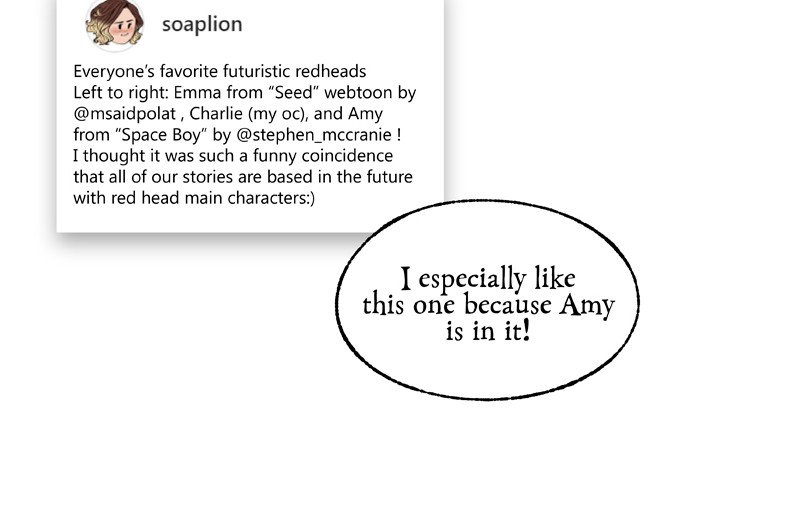 soaplion
Everyone's favorite futuristic redheads
Left to right: Emma from “Seed” webtoon by
@msaidpolat , Charlie (my oc), and Amy
from “Space Boy” by @stephen_mccranie !
I thought it was such a funny coincidence
that all of our stories are based in the future
with red head main characters:)
I especially like
this one because Amy
is in it!